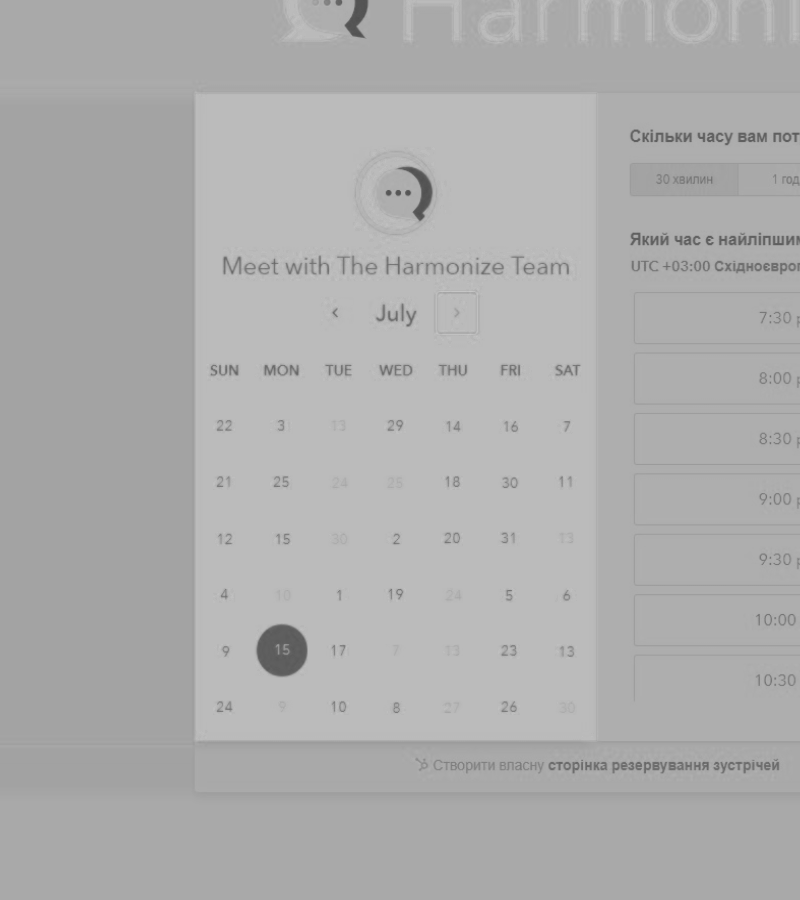 Harmoni
Meet with The Harmonize Team
July
SUN MON TUE WED THU FRI SAT
22 3 13 29 14 16 7
21 25 24 28 18 30 11
12 15 30 2 20 31 13
4 10 1 19 24 5 6
9 15 17 7 13 23 13
24 9 10 8 27 26 30
Скільки часу вам пот
30 хвилин 1 год
Який час є найліпшим
UTC +03:00 Східноєвроп
7:30 p
8:00 p
8:30 p
9:00 p
9:30 p
10:00
10:30
Створити власну сторінка резервування зустрічей